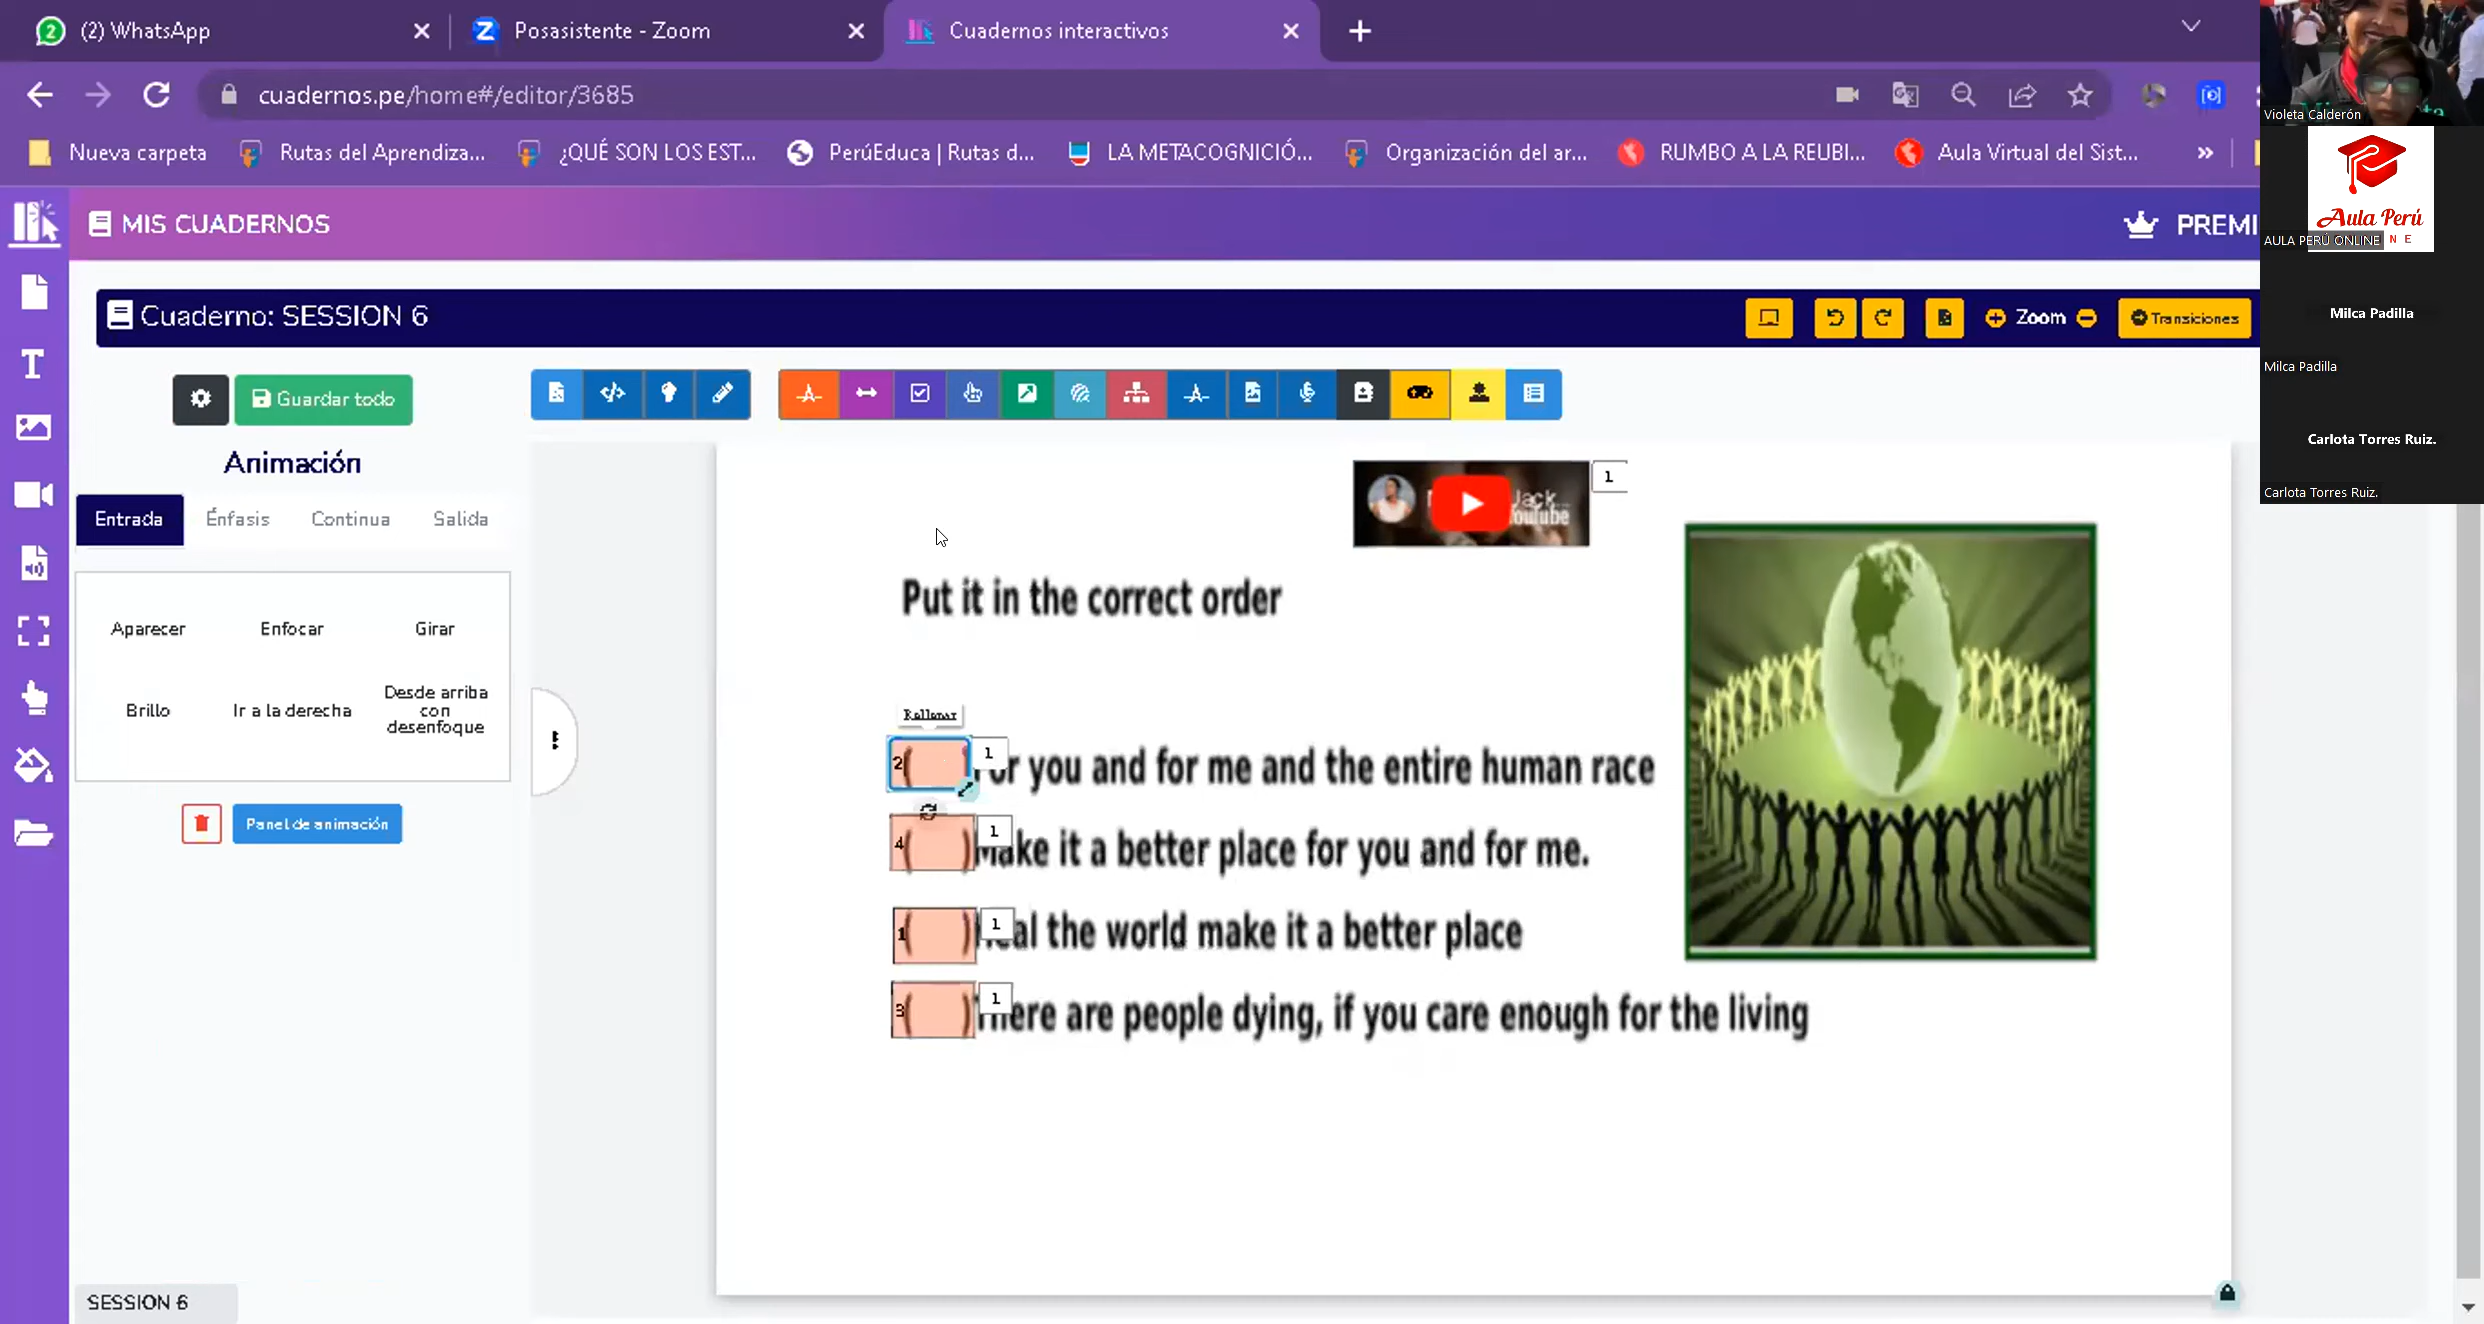 (2) WhatsApp
Posasistente - Zoom
Cuadernos interactivos
cuadernos.pe/home#/editor/3685
Nueva carpeta
Rutas del Aprendiza...
¿QUÉ SON LOS EST...
PerúEduca | Rutas d...
LA METACOGNICIÓ...
Organización del ar...
RUMBO A LA REUBI...
Aula Virtual del Sist...
MIS CUADERNOS
PREMI
Cuaderno: SESSION 6
Zoom
Transiciones
Guardar todo
Animación
Entrada
Énfasis
Continua
Salida
Aparecer
Enfocar
Girar
Brillo
Ir a la derecha
Desde arriba
con
desenfoque
Panel de animación
SESSION 6
Jack...
YouTube
1
Put it in the correct order
Rellenar
2( 1 For you and for me and the entire human race
4( ) 1 Make it a better place for you and for me.
1( ) 1 Heal the world make it a better place
3( ) 1 There are people dying, if you care enough for the living
Violeta Calderón
Aula Perú
AULA PERÚ ONLINE N E
Milca Padilla
Milca Padilla
Carlota Torres Ruiz.
Carlota Torres Ruiz.